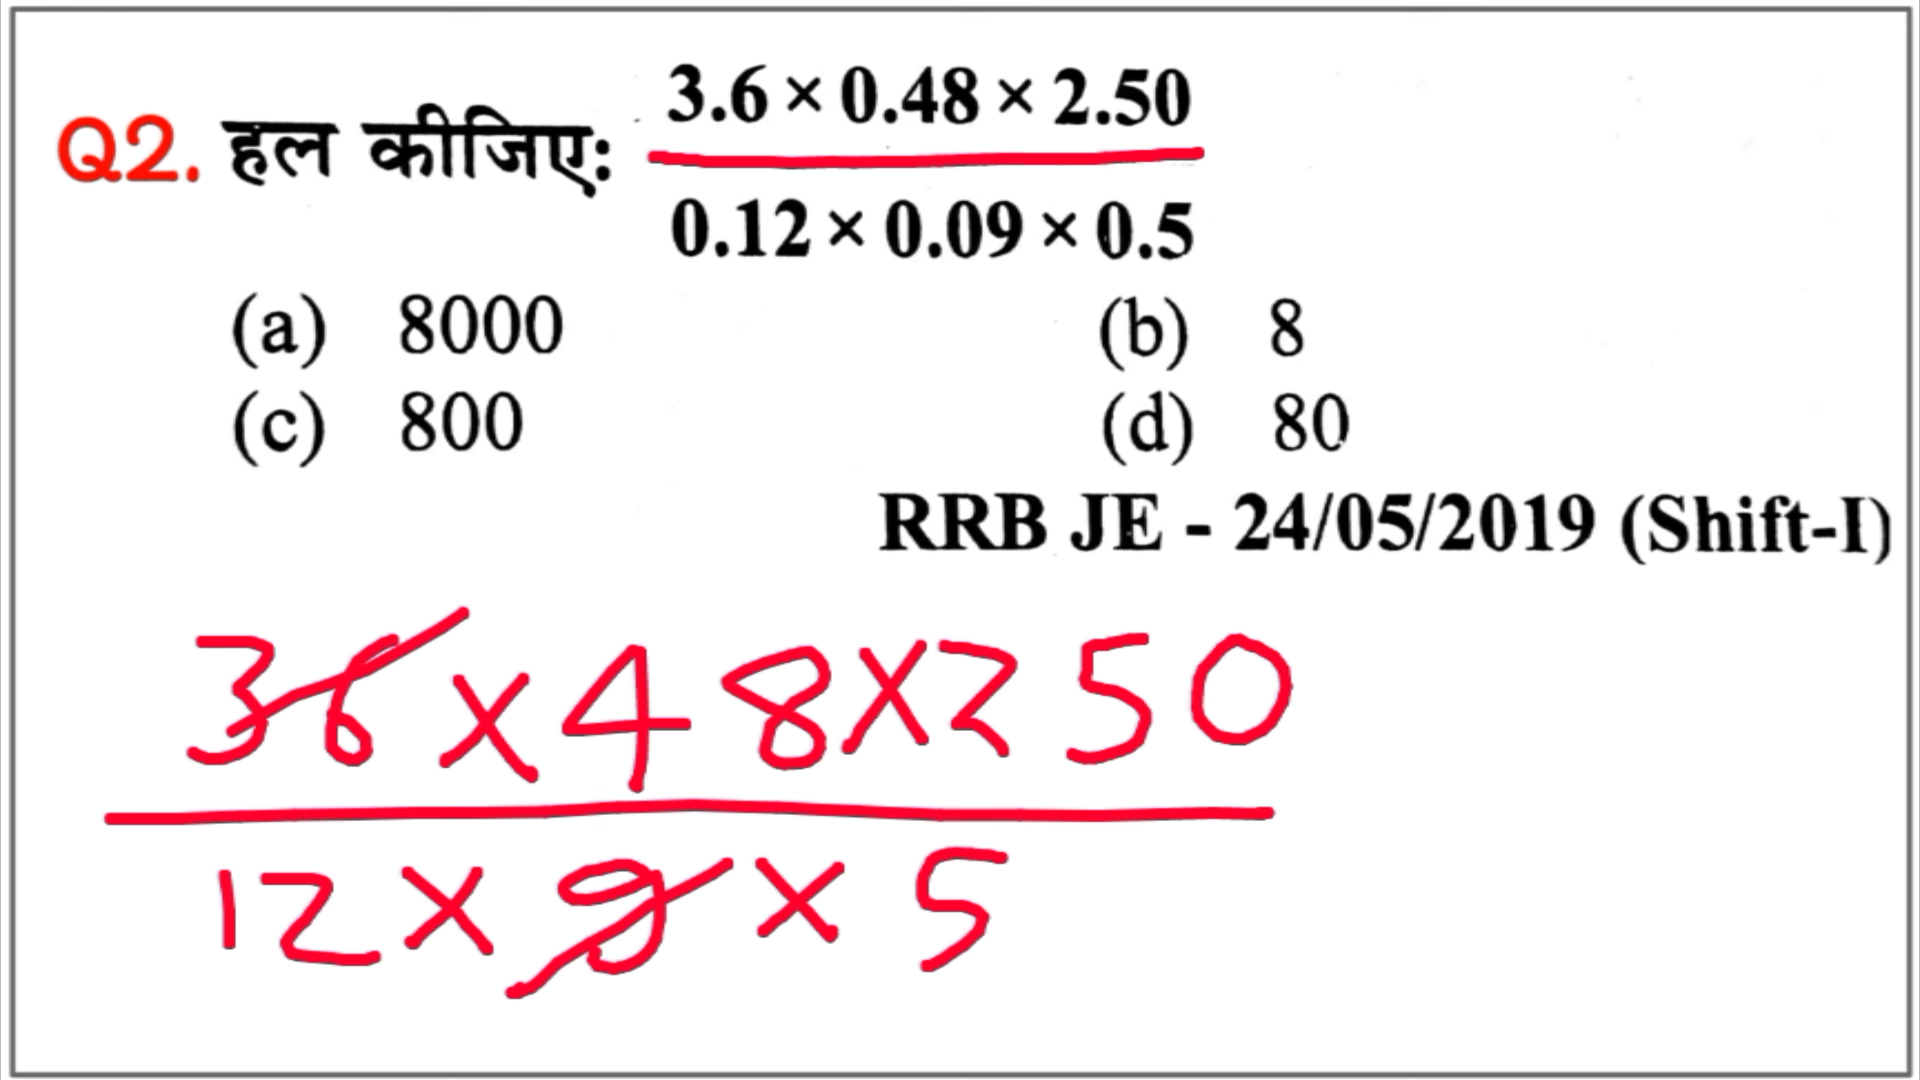 Q2. हल कीजिए: 3.6 × 0.48 × 2.50
0.12 × 0.09 × 0.5
(a) 8000 (b) 8
(c) 800 (d) 80
RRB JE - 24/05/2019 (Shift-I)
36 × 48 × 250
12 × 9 × 5